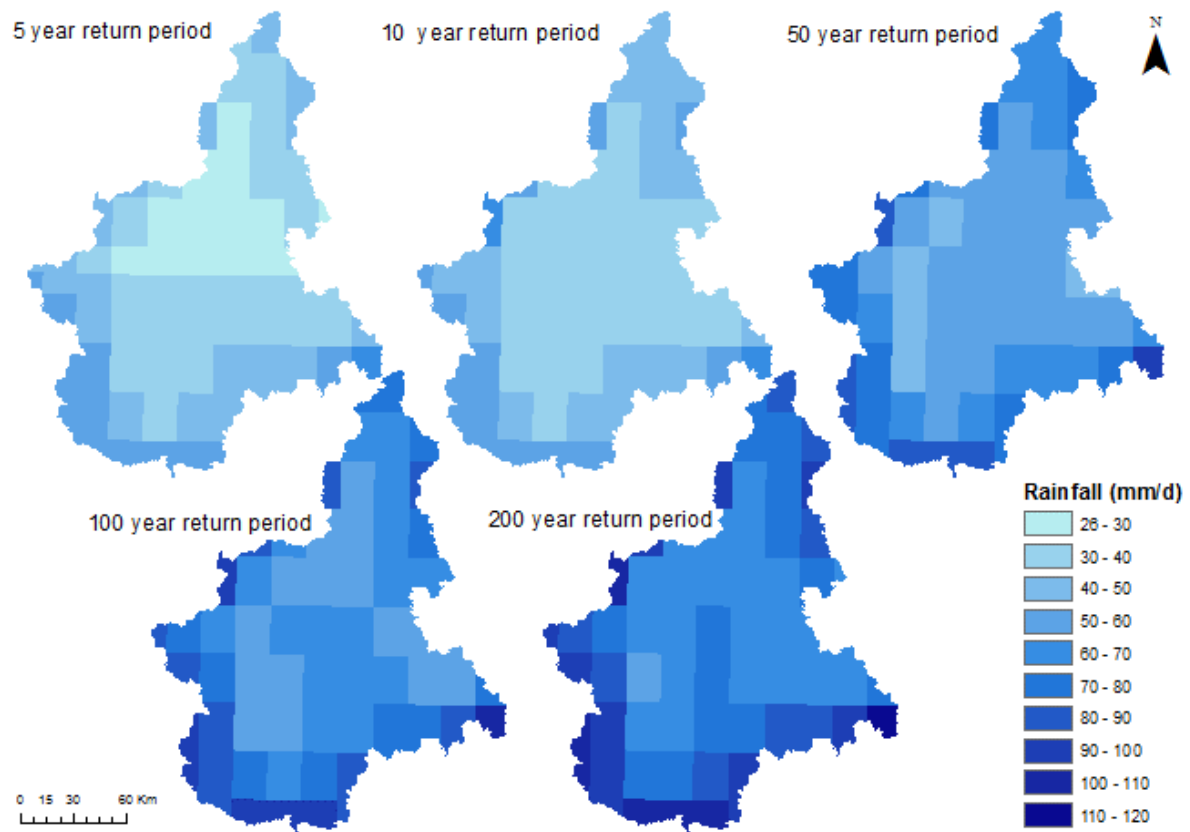 5 year return period
10 year return period
50 year return period
N
100 year return period
200 year return period
Rainfall (mm/d)
26 - 30
30 - 40
40 - 50
50 - 60
60 - 70
70 - 80
80 - 90
90 - 100
100 - 110
110 - 120
0 15 30 60 Km